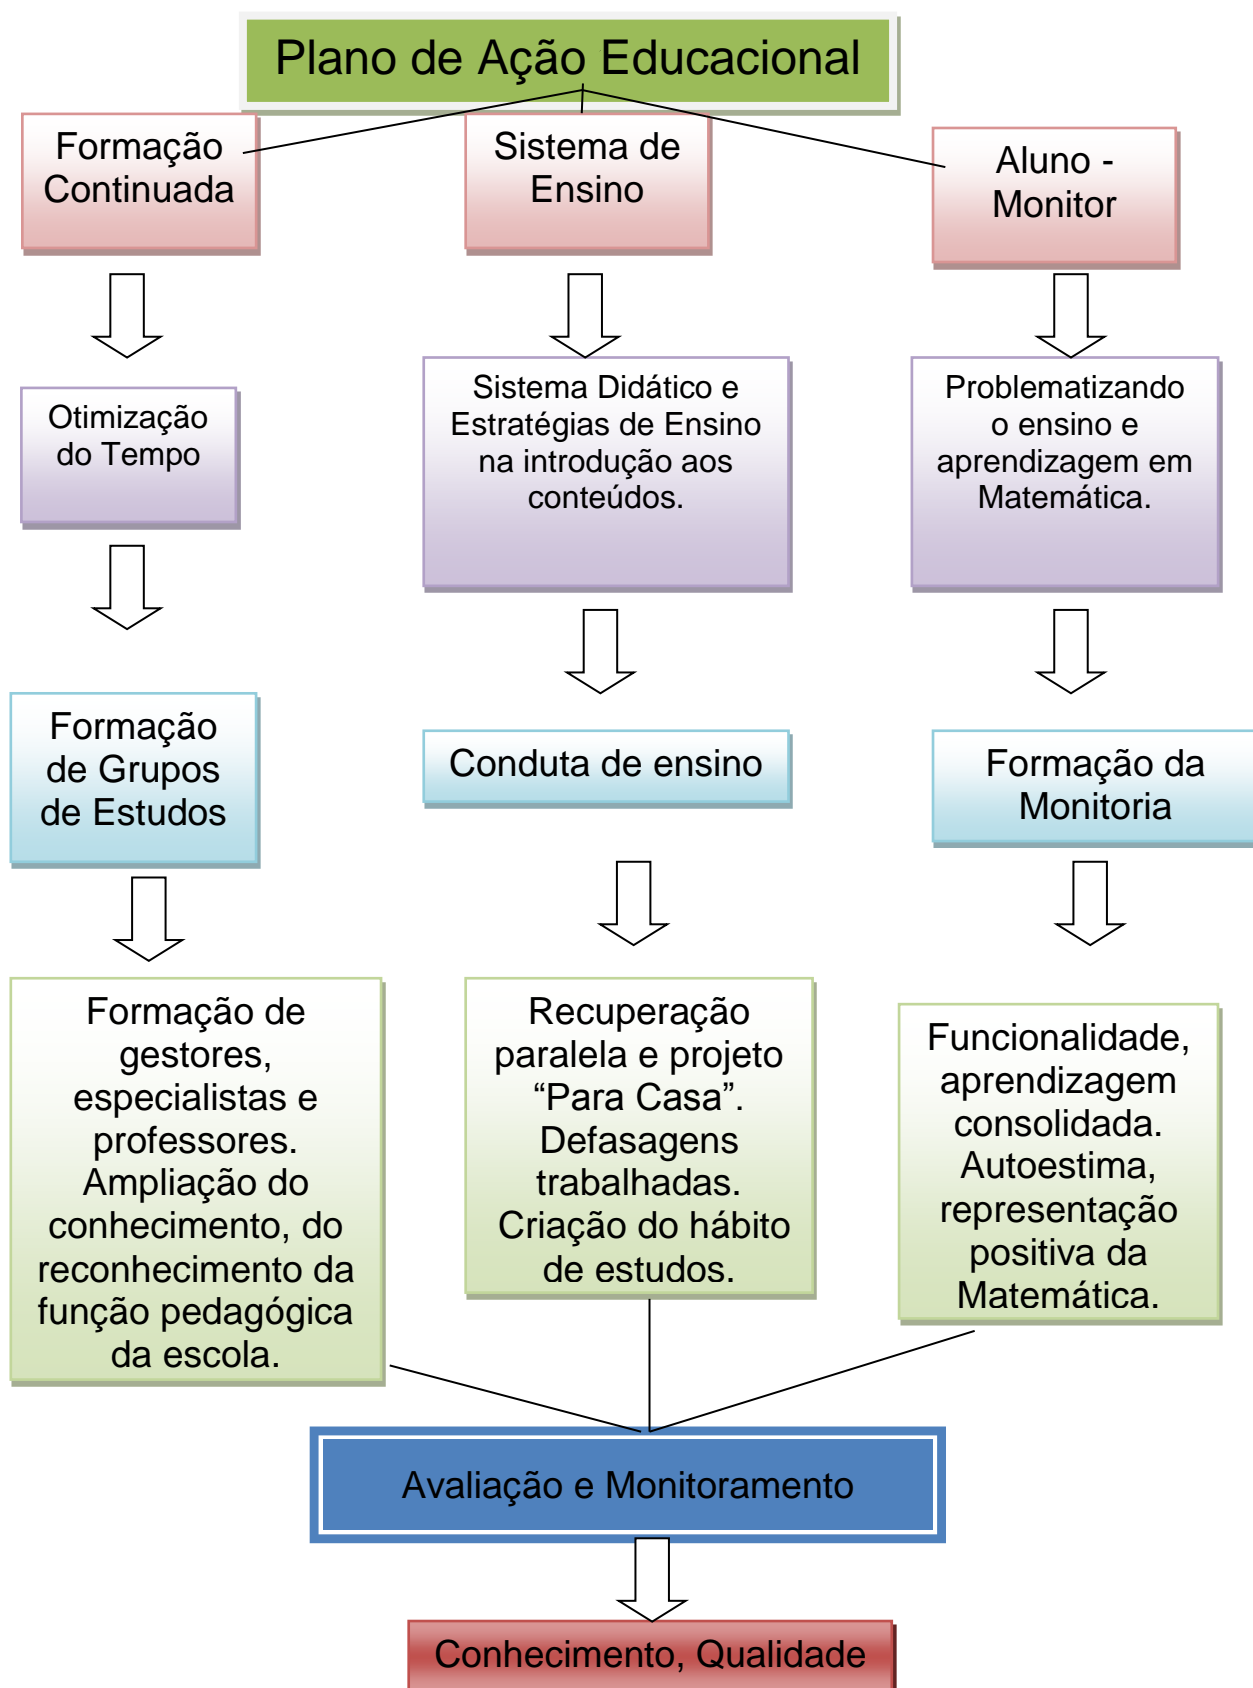 Plano de Ação Educacional
Formação
Continuada
Sistema de
Ensino
Aluno -
Monitor
Otimização
do Tempo
Sistema Didático e
Estratégias de Ensino
na introdução aos
conteúdos.
Problematizando
o ensino e
aprendizagem em
Matemática.
Formação
de Grupos
de Estudos
Conduta de ensino
Formação da
Monitoria
Formação de
gestores,
especialistas e
professores.
Ampliação do
conhecimento, do
reconhecimento da
função pedagógica
da escola.
Recuperação
paralela e projeto
“Para Casa”.
Defasagens
trabalhadas.
Criação do hábito
de estudos.
Funcionalidade,
aprendizagem
consolidada.
Autoestima,
representação
positiva da
Matemática.
Avaliação e Monitoramento
Conhecimento, Qualidade